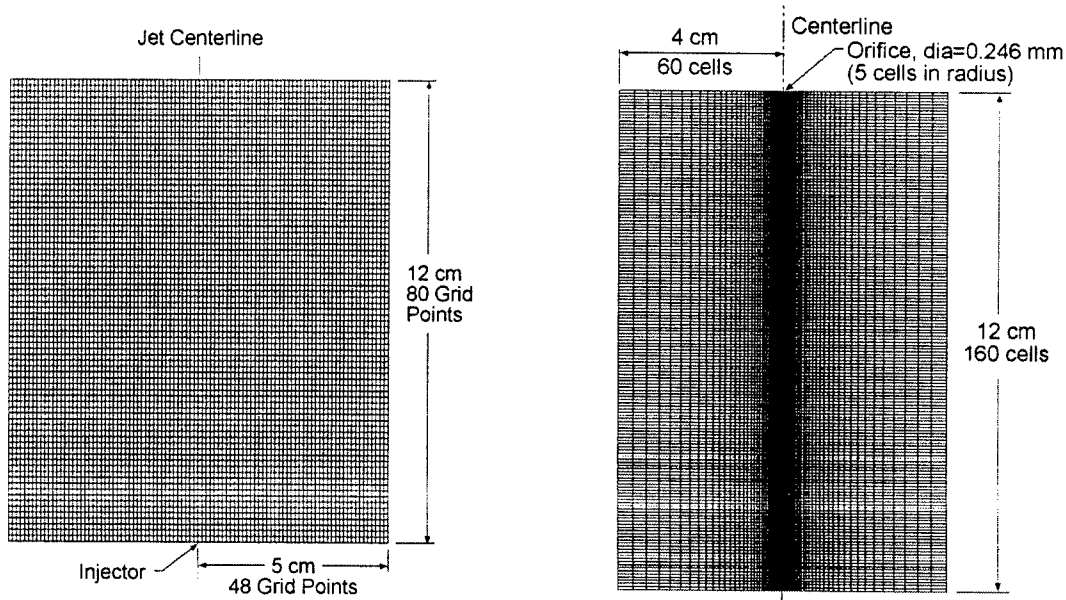 Jet Centerline
12 cm
80 Grid
Points
Injector
5 cm
48 Grid Points
Centerline
4 cm
60 cells
Orifice, dia=0.246 mm
(5 cells in radius)
12 cm
160 cells